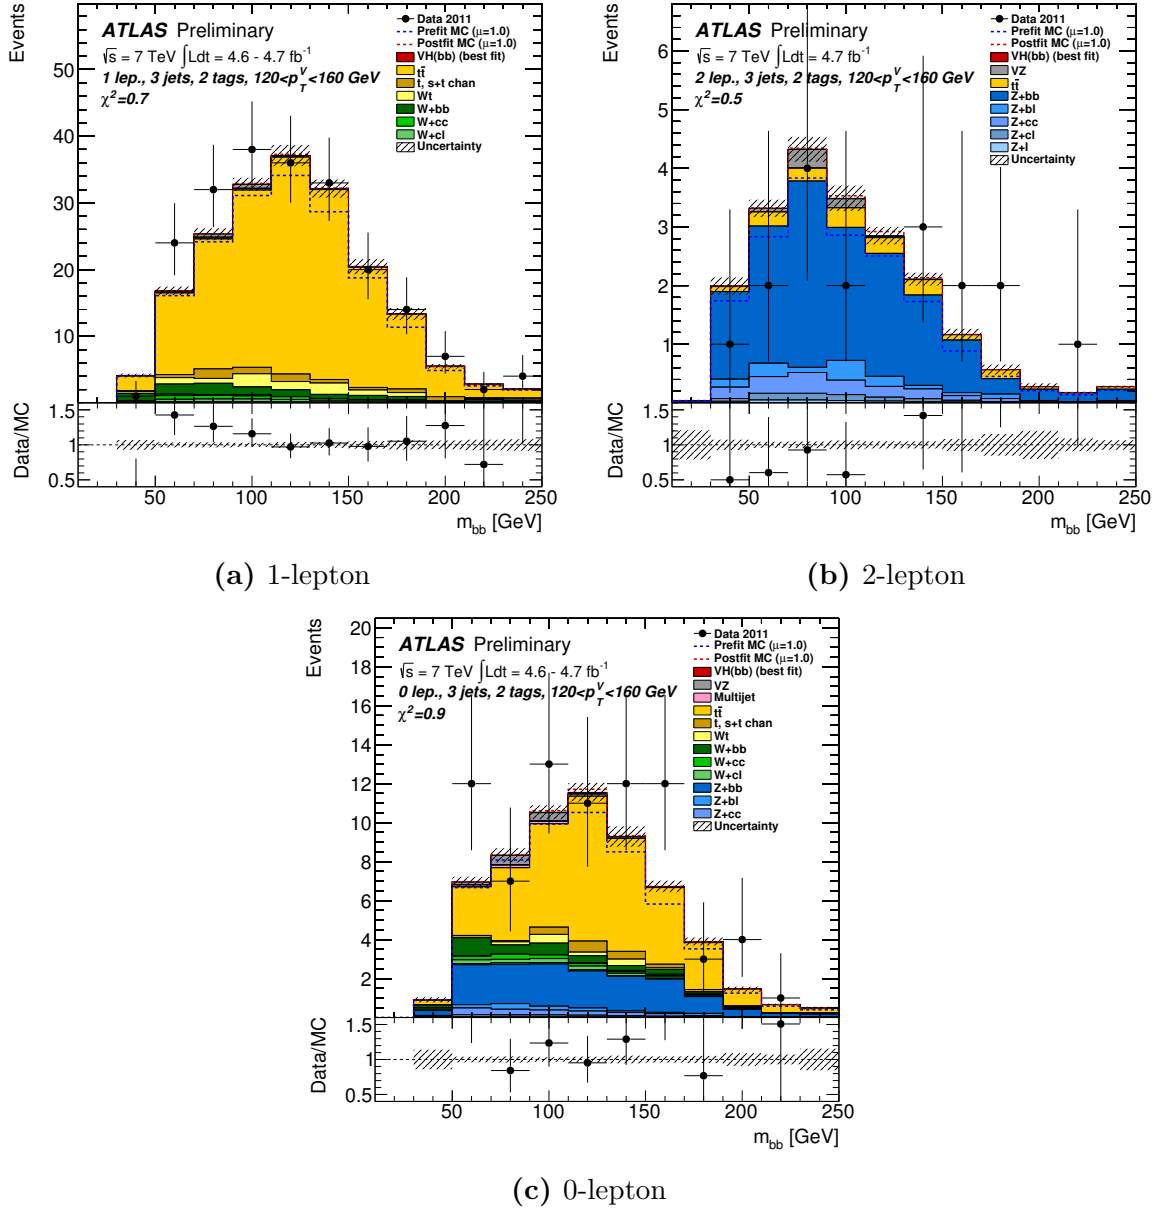 ATLAS Preliminary
√s = 7 TeV ∫Ldt = 4.6 - 4.7 fb⁻¹
1 lep., 3 jets, 2 tags, 120<p_T^V<160 GeV
χ²=0.7
Data 2011
Prefit MC (μ=1.0)
Postfit MC (μ=1.0)
VH(bb) (best fit)
tt̄
t, s+t chan
Wt
W+bb
W+cc
W+cl
Uncertainty
Events
50
40
30
20
10
Data/MC
1.5
1
0.5
50 100 150 200 250
m_bb [GeV]
(a) 1-lepton
ATLAS Preliminary
√s = 7 TeV ∫Ldt = 4.6 - 4.7 fb⁻¹
2 lep., 3 jets, 2 tags, 120<p_T^V<160 GeV
χ²=0.5
Data 2011
Prefit MC (μ=1.0)
Postfit MC (μ=1.0)
VH(bb) (best fit)
VZ
tt̄
Z+bb
Z+bl
Z+cc
Z+cl
Z+l
Uncertainty
Events
6
5
4
3
2
1
Data/MC
1.5
1
0.5
50 100 150 200 250
m_bb [GeV]
(b) 2-lepton
ATLAS Preliminary
√s = 7 TeV ∫Ldt = 4.6 - 4.7 fb⁻¹
0 lep., 3 jets, 2 tags, 120<p_T^V<160 GeV
χ²=0.9
Data 2011
Prefit MC (μ=1.0)
Postfit MC (μ=1.0)
VH(bb) (best fit)
VZ
Multijet
tt̄
t, s+t chan
Wt
W+bb
W+cc
W+cl
Z+bb
Z+bl
Z+cc
Uncertainty
Events
20
18
16
14
12
10
8
6
4
2
Data/MC
1.5
1
0.5
50 100 150 200 250
m_bb [GeV]
(c) 0-lepton